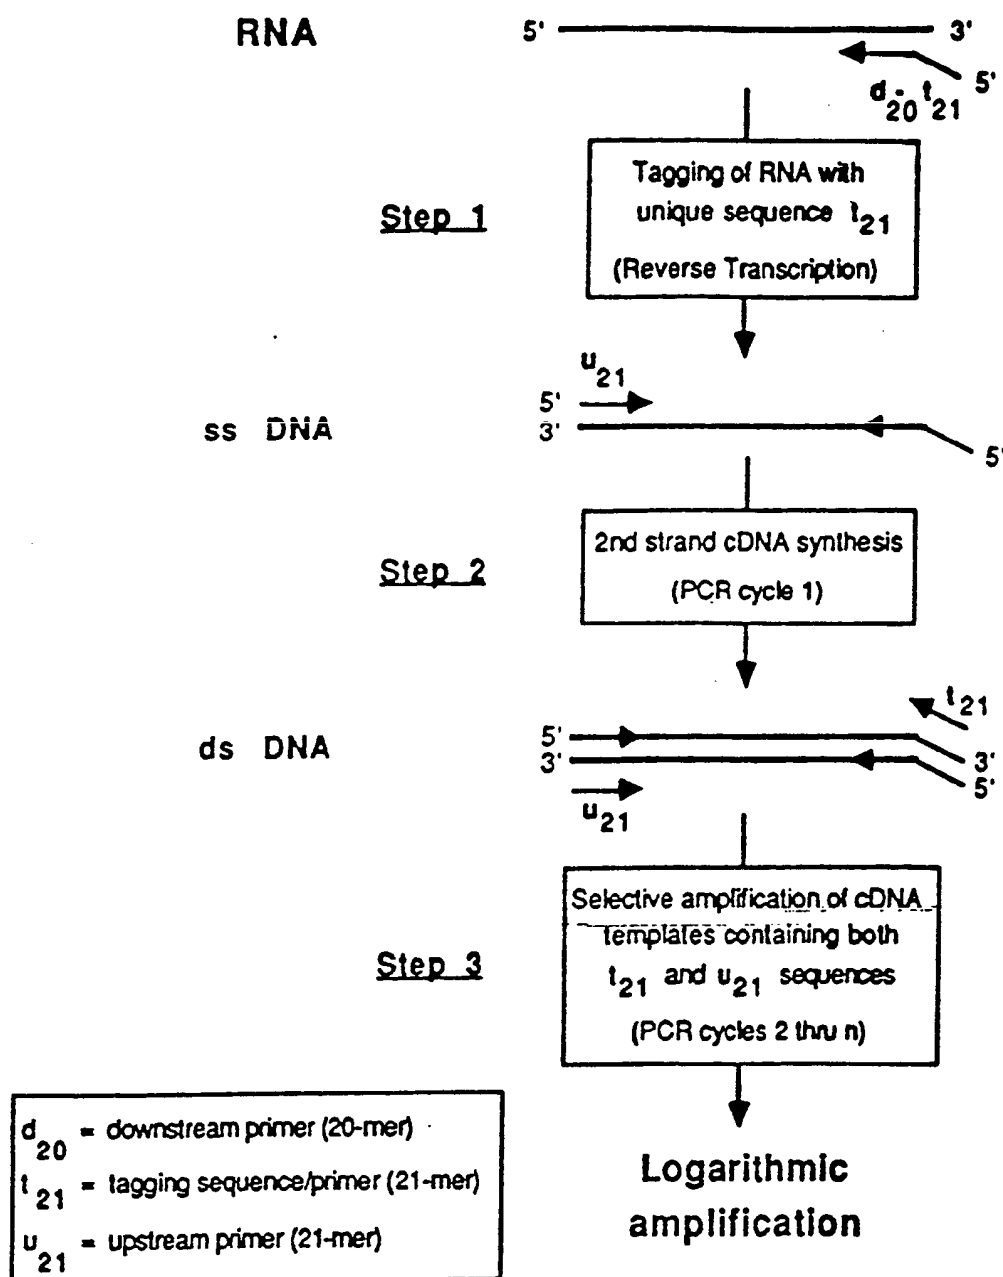 RNA
5' 3'
5'
d20-t21
Tagging of RNA with
unique sequence t21
(Reverse Transcription)
Step 1
u21
5'
ss DNA
3'
5'
2nd strand cDNA synthesis
(PCR cycle 1)
Step 2
t21
ds DNA
5' 3'
3' 5'
u21
Selective amplification of cDNA
templates containing both
t21 and u21 sequences
(PCR cycles 2 thru n)
Step 3
d20 = downstream primer (20-mer)
t21 = tagging sequence/primer (21-mer)
u21 = upstream primer (21-mer)
Logarithmic
amplification